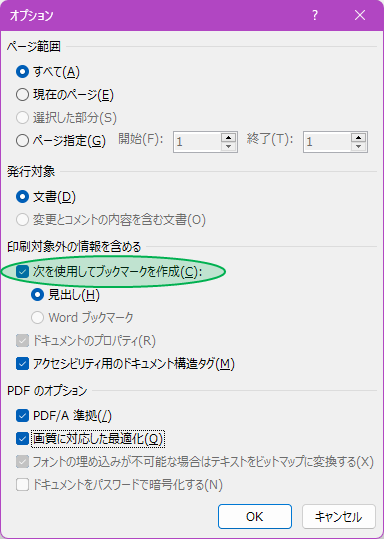 オプション
ページ範囲
すべて(A)
現在のページ(E)
選択した部分(S)
ページ指定(G) 開始(F): 1 終了(T): 1
発行対象
文書(D)
変更とコメントの内容を含む文書(O)
印刷対象外の情報を含める
次を使用してブックマークを作成(C):
見出し(H)
Word ブックマーク
ドキュメントのプロパティ(R)
アクセシビリティ用のドキュメント構造タグ(M)
PDF のオプション
PDF/A 準拠(/)
画質に対応した最適化(Q)
フォントの埋め込みが不可能な場合はテキストをビットマップに変換する(X)
ドキュメントをパスワードで暗号化する(N)
OK キャンセル